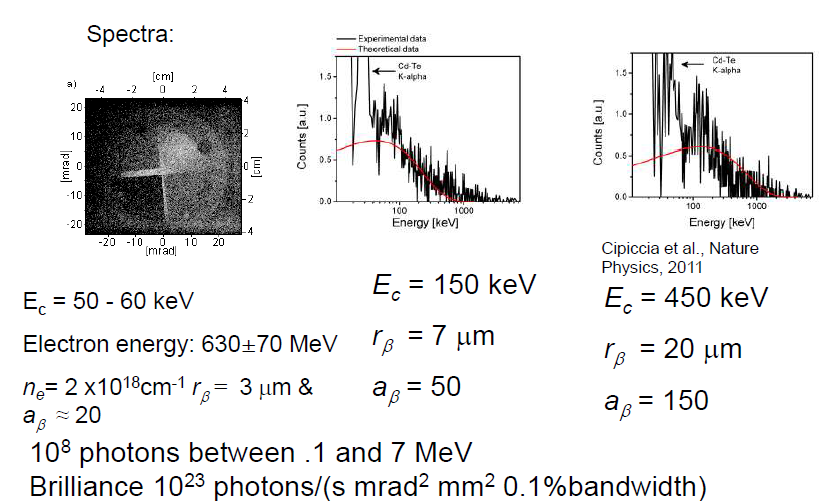 Spectra:
a)
[cm]
-4 -2 0 2 4
20
10
0
-10
-20
[mrad]
4
2
0
2
4
[cm]
-20 -10 0 10 20
[mrad]
Experimental data
Theoretical data
Cd-Te
K-alpha
1.5
1.0
0.5
0.0
Counts [a.u.]
100 1000
Energy [keV]
Cd-Te
K-alpha
1.5
1.0
0.5
0.0
Counts [a.u.]
100 1000
Energy [keV]
Cipiccia et al., Nature
Physics, 2011
E_c = 50 - 60 keV
Electron energy: 630±70 MeV
n_e= 2 x10^18cm^-1 r_β = 3 μm &
a_β ≈ 20
E_c = 150 keV
r_β = 7 μm
a_β = 50
E_c = 450 keV
r_β = 20 μm
a_β = 150
10^8 photons between .1 and 7 MeV
Brilliance 10^23 photons/(s mrad^2 mm^2 0.1%bandwidth)